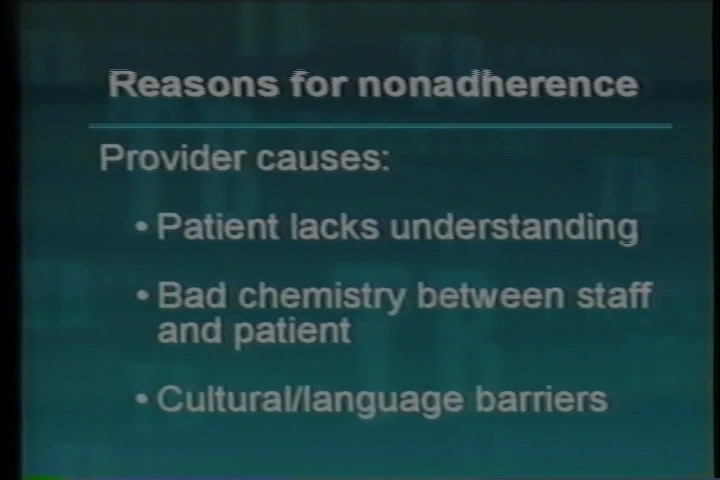 Reasons for nonadherence
Provider causes:
• Patient lacks understanding
• Bad chemistry between staff
and patient
• Cultural/language barriers